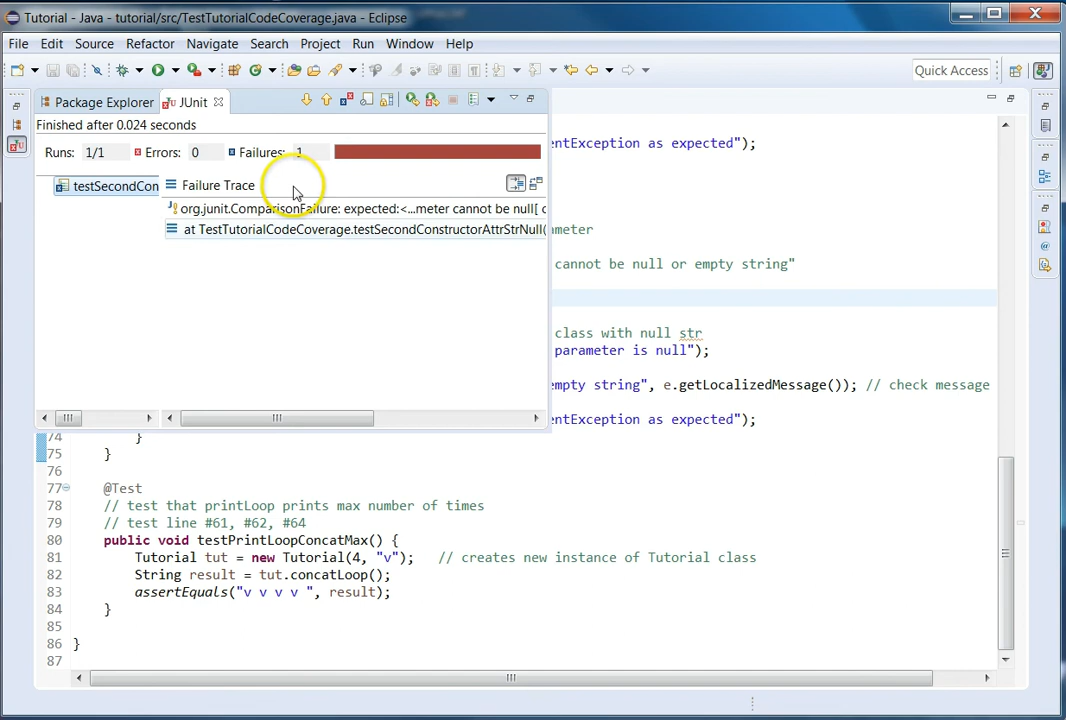 Tutorial - Java - tutorial/src/TestTutorialCodeCoverage.java - Eclipse
File Edit Source Refactor Navigate Search Project Run Window Help
Quick Access
Package Explorer JUnit
Finished after 0.024 seconds
Runs: 1/1 Errors: 0 Failures: 1
entException as expected");
testSecondCon Failure Trace
org.junit.ComparisonFailure: expected:<...meter cannot be null[
at TestTutorialCodeCoverage.testSecondConstructorAttrStrNull(
meter
cannot be null or empty string"
class with null str
parameter is null");
mpty string", e.getLocalizedMessage()); // check message
entException as expected");
74 }
75 }
76
77 @Test
78 // test that printLoop prints max number of times
79 // test line #61, #62, #64
80 public void testPrintLoopConcatMax() {
81 Tutorial tut = new Tutorial(4, "v"); // creates new instance of Tutorial class
82 String result = tut.concatLoop();
83 assertEquals("v v v v ", result);
84 }
85
86 }
87